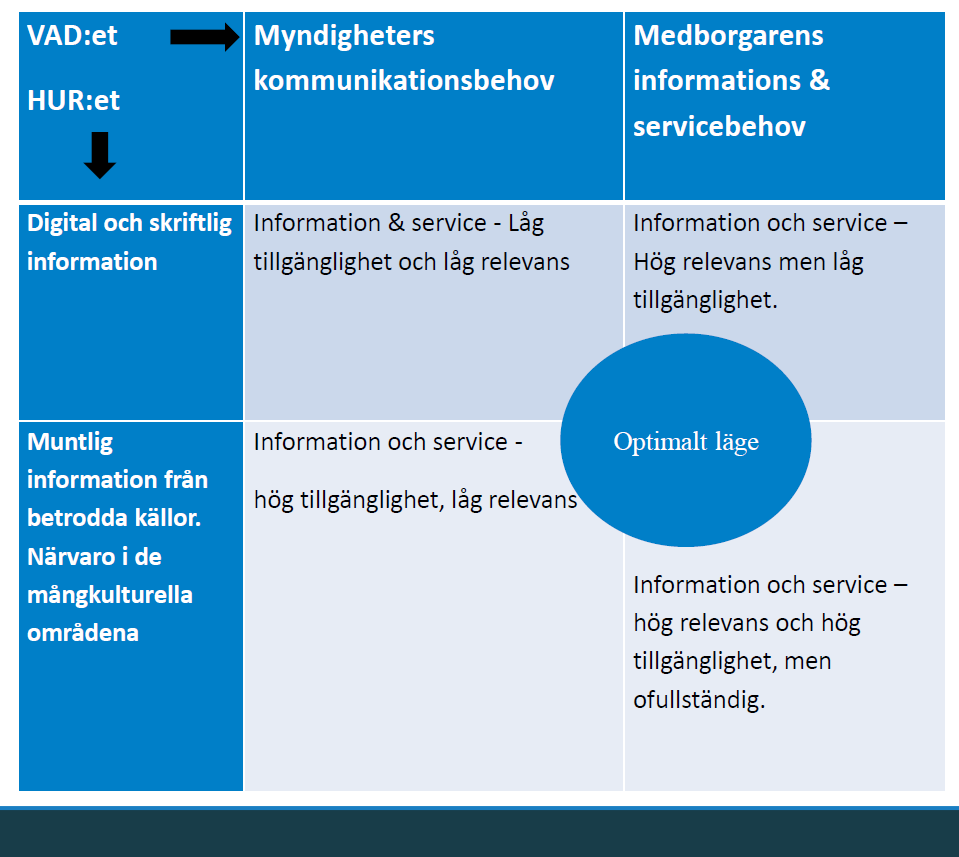 VAD:et
HUR:et
Myndigheters
kommunikationsbehov
Medborgarens
informations &
servicebehov
Digital och skriftlig
information
Information & service - Låg
tillgänglighet och låg relevans
Information och service –
Hög relevans men låg
tillgänglighet.
Optimalt läge
Muntlig
information från
betrodda källor.
Närvaro i de
mångkulturella
områdena
Information och service -
hög tillgänglighet, låg relevans
Information och service –
hög relevans och hög
tillgänglighet, men
ofullständig.